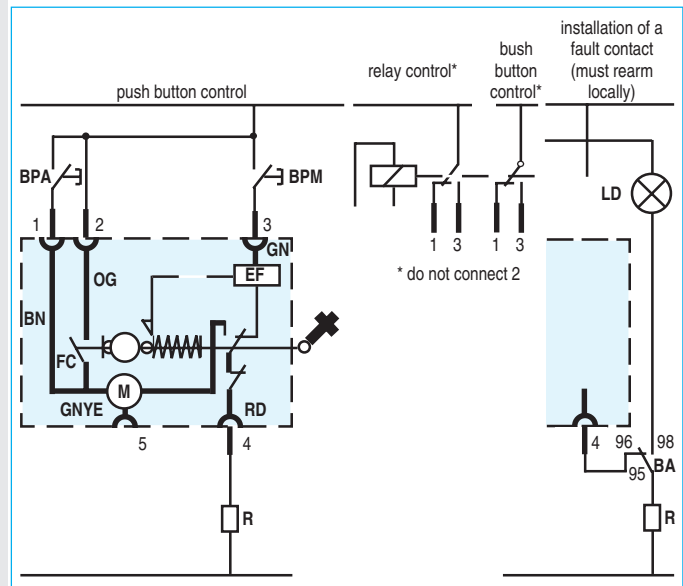 installation of a
fault contact
(must rearm
locally)
bush
button
control*
relay control*
push button control
BPA
BPM
LD
1 2 3
1 3 1 3
* do not connect 2
GN
EF
OG
BN
FC
M
GNYE
RD
5 4
4 96 98
95 BA
R
R